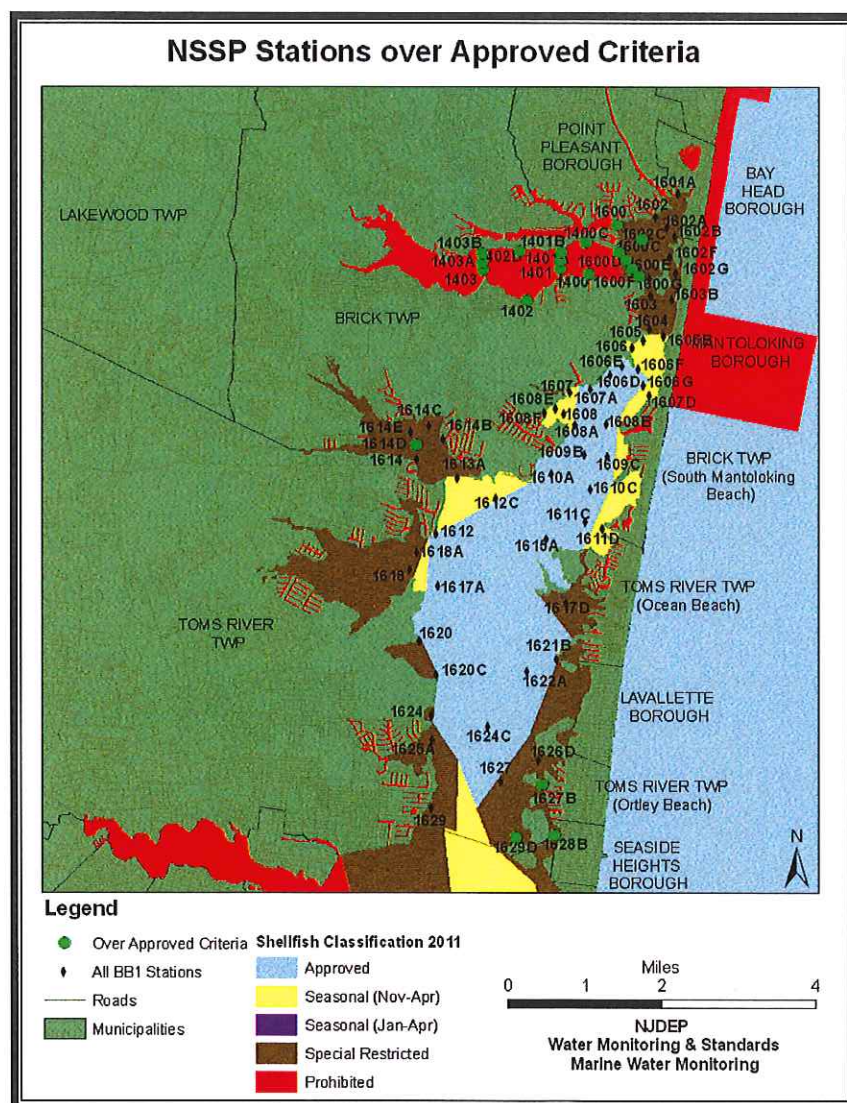 NSSP Stations over Approved Criteria
POINT
PLEASANT
BOROUGH
BAY
HEAD
BOROUGH
LAKEWOOD TWP
1601A
1602
1600
1602A
1602B
1400C
1403B
1401B
1602F
1403A
1602G
1403
1401
1400
1600F
1600G
1603B
1603
1402
BRICK TWP
1604
1605
MANTOLOKING
BOROUGH
1606
1606E
1606F
1606D
1606G
1607
1607A
1607D
1608E
1608F
1608
1608B
1608A
1614C
1614E
1614B
1614D
1614
1609B
1609C
BRICK TWP
(South Mantoloking
Beach)
1613A
1610A
1610C
1612C
1611C
1612
1611D
1618A
1618
1617A
TOMS RIVER TWP
(Ocean Beach)
1617D
TOMS RIVER
TWP
1620
1621B
1620C
1622A
LAVALLETTE
BOROUGH
1624
1624C
1626D
1627
TOMS RIVER TWP
(Ortley Beach)
1627B
1629
1629D
1628B
SEASIDE
HEIGHTS
BOROUGH
N
Legend
Over Approved Criteria
All BB1 Stations
Roads
Municipalities
Shellfish Classification 2011
Approved
Seasonal (Nov-Apr)
Seasonal (Jan-Apr)
Special Restricted
Prohibited
Miles
0 1 2 4
NJDEP
Water Monitoring & Standards
Marine Water Monitoring